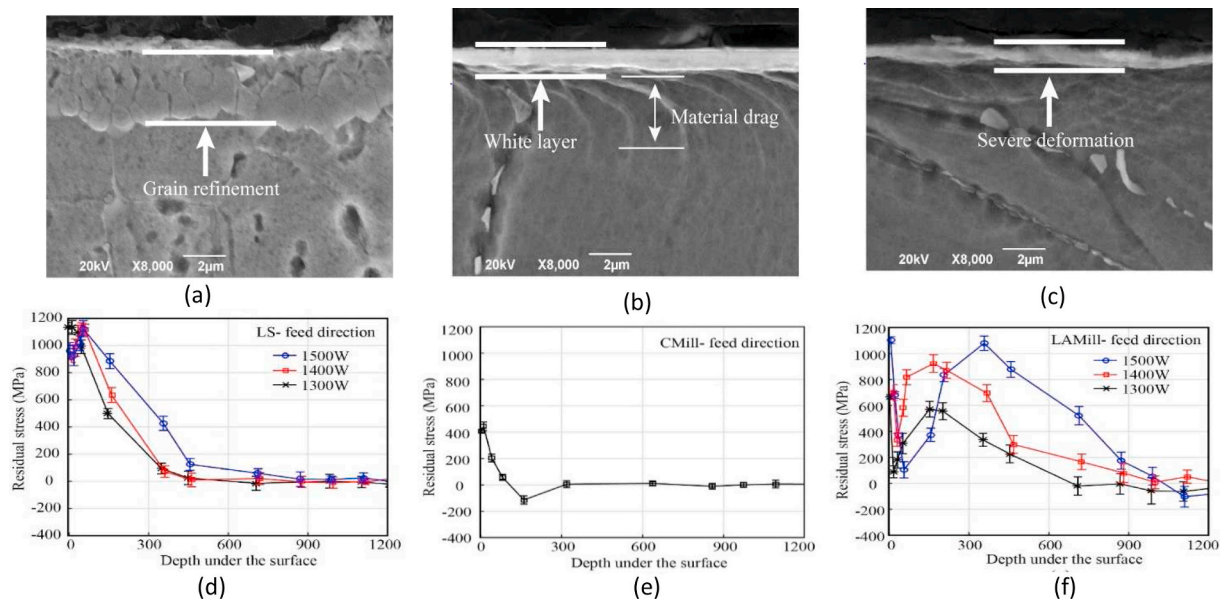 Grain refinement
20kV X8,000 2μm
(a)
White layer
Material drag
20kV X8,000 2μm
(b)
Severe deformation
20kV X8,000 2μm
(c)
LS- feed direction
1500W
1400W
1300W
1200
1000
800
600
400
200
0
-200
-400
0 300 600 900 1200
Residual stress (MPa)
Depth under the surface
(d)
CMill- feed direction
1200
1000
800
600
400
200
0
-200
-400
0 300 600 900 1200
Residual stress (MPa)
Depth under the surface
(e)
LAMill- feed direction
1500W
1400W
1300W
1200
1000
800
600
400
200
0
-200
-400
0 300 600 900 1200
Residual stress (MPa)
Depth under the surface
(f)